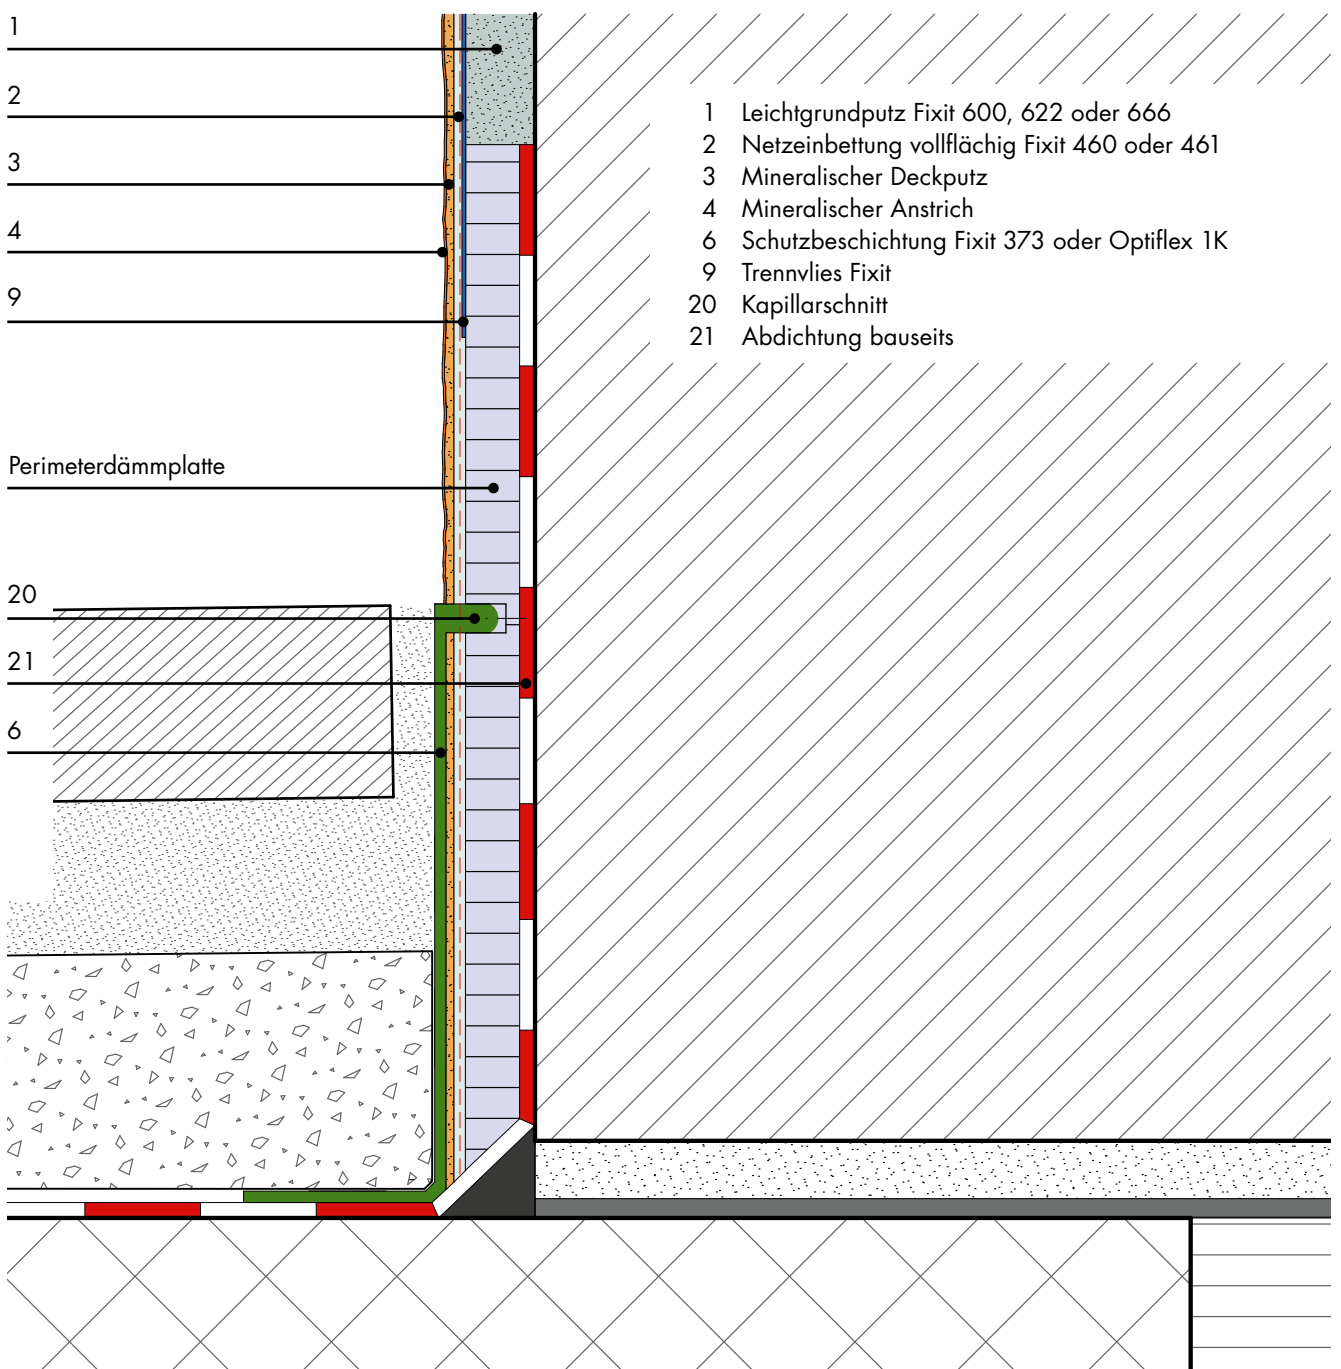 1
2
3
4
9
Perimeterdämmplatte
20
21
6
1 Leichtgrundputz Fixit 600, 622 oder 666
2 Netzeinbettung vollflächig Fixit 460 oder 461
3 Mineralischer Deckputz
4 Mineralischer Anstrich
6 Schutzbeschichtung Fixit 373 oder Optiflex 1K
9 Trennvlies Fixit
20 Kapillarschnitt
21 Abdichtung bauseits